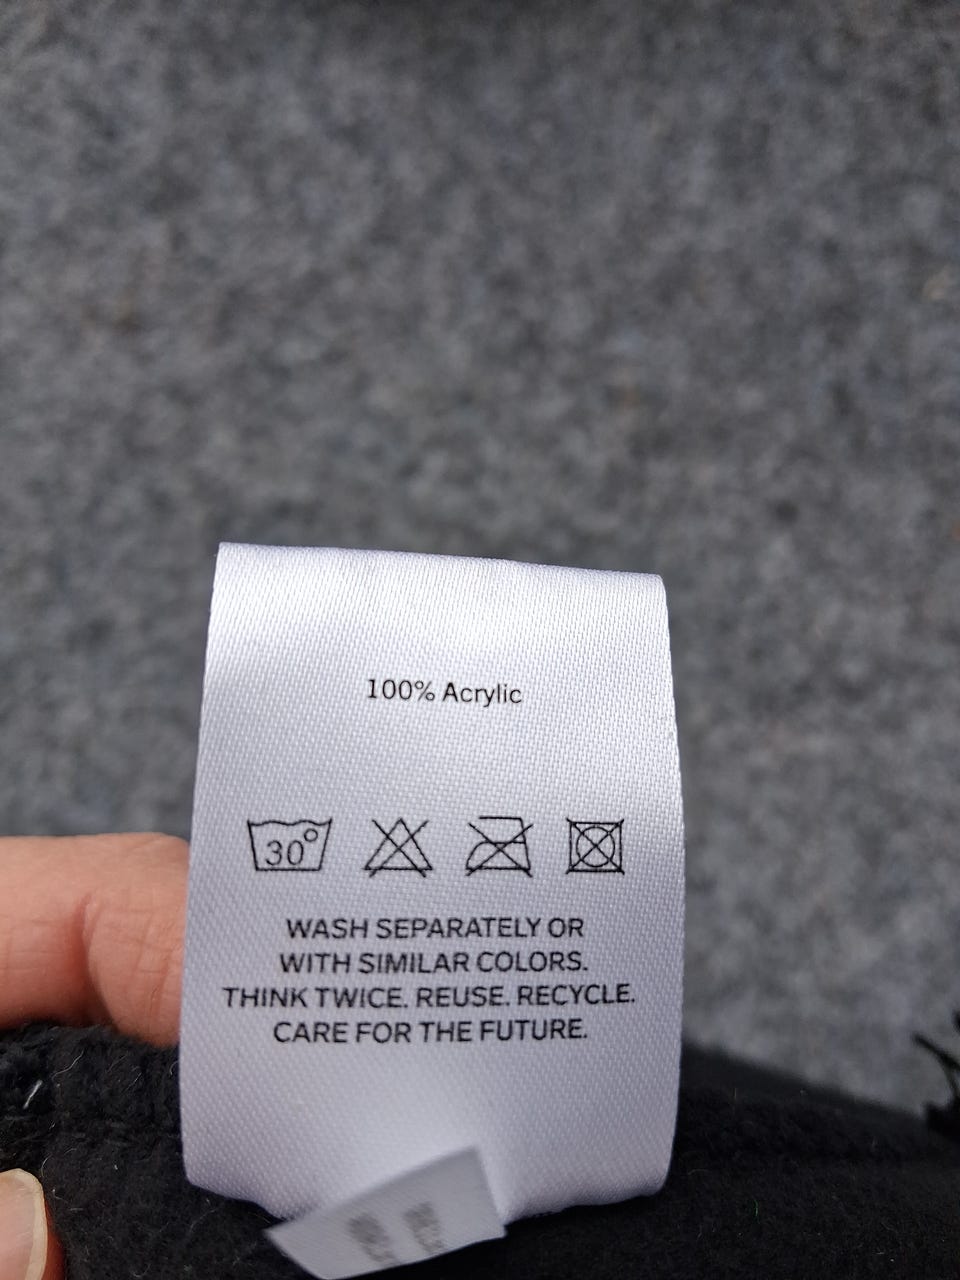 100% Acrylic
30°
WASH SEPARATELY OR
WITH SIMILAR COLORS.
THINK TWICE. REUSE. RECYCLE.
CARE FOR THE FUTURE.